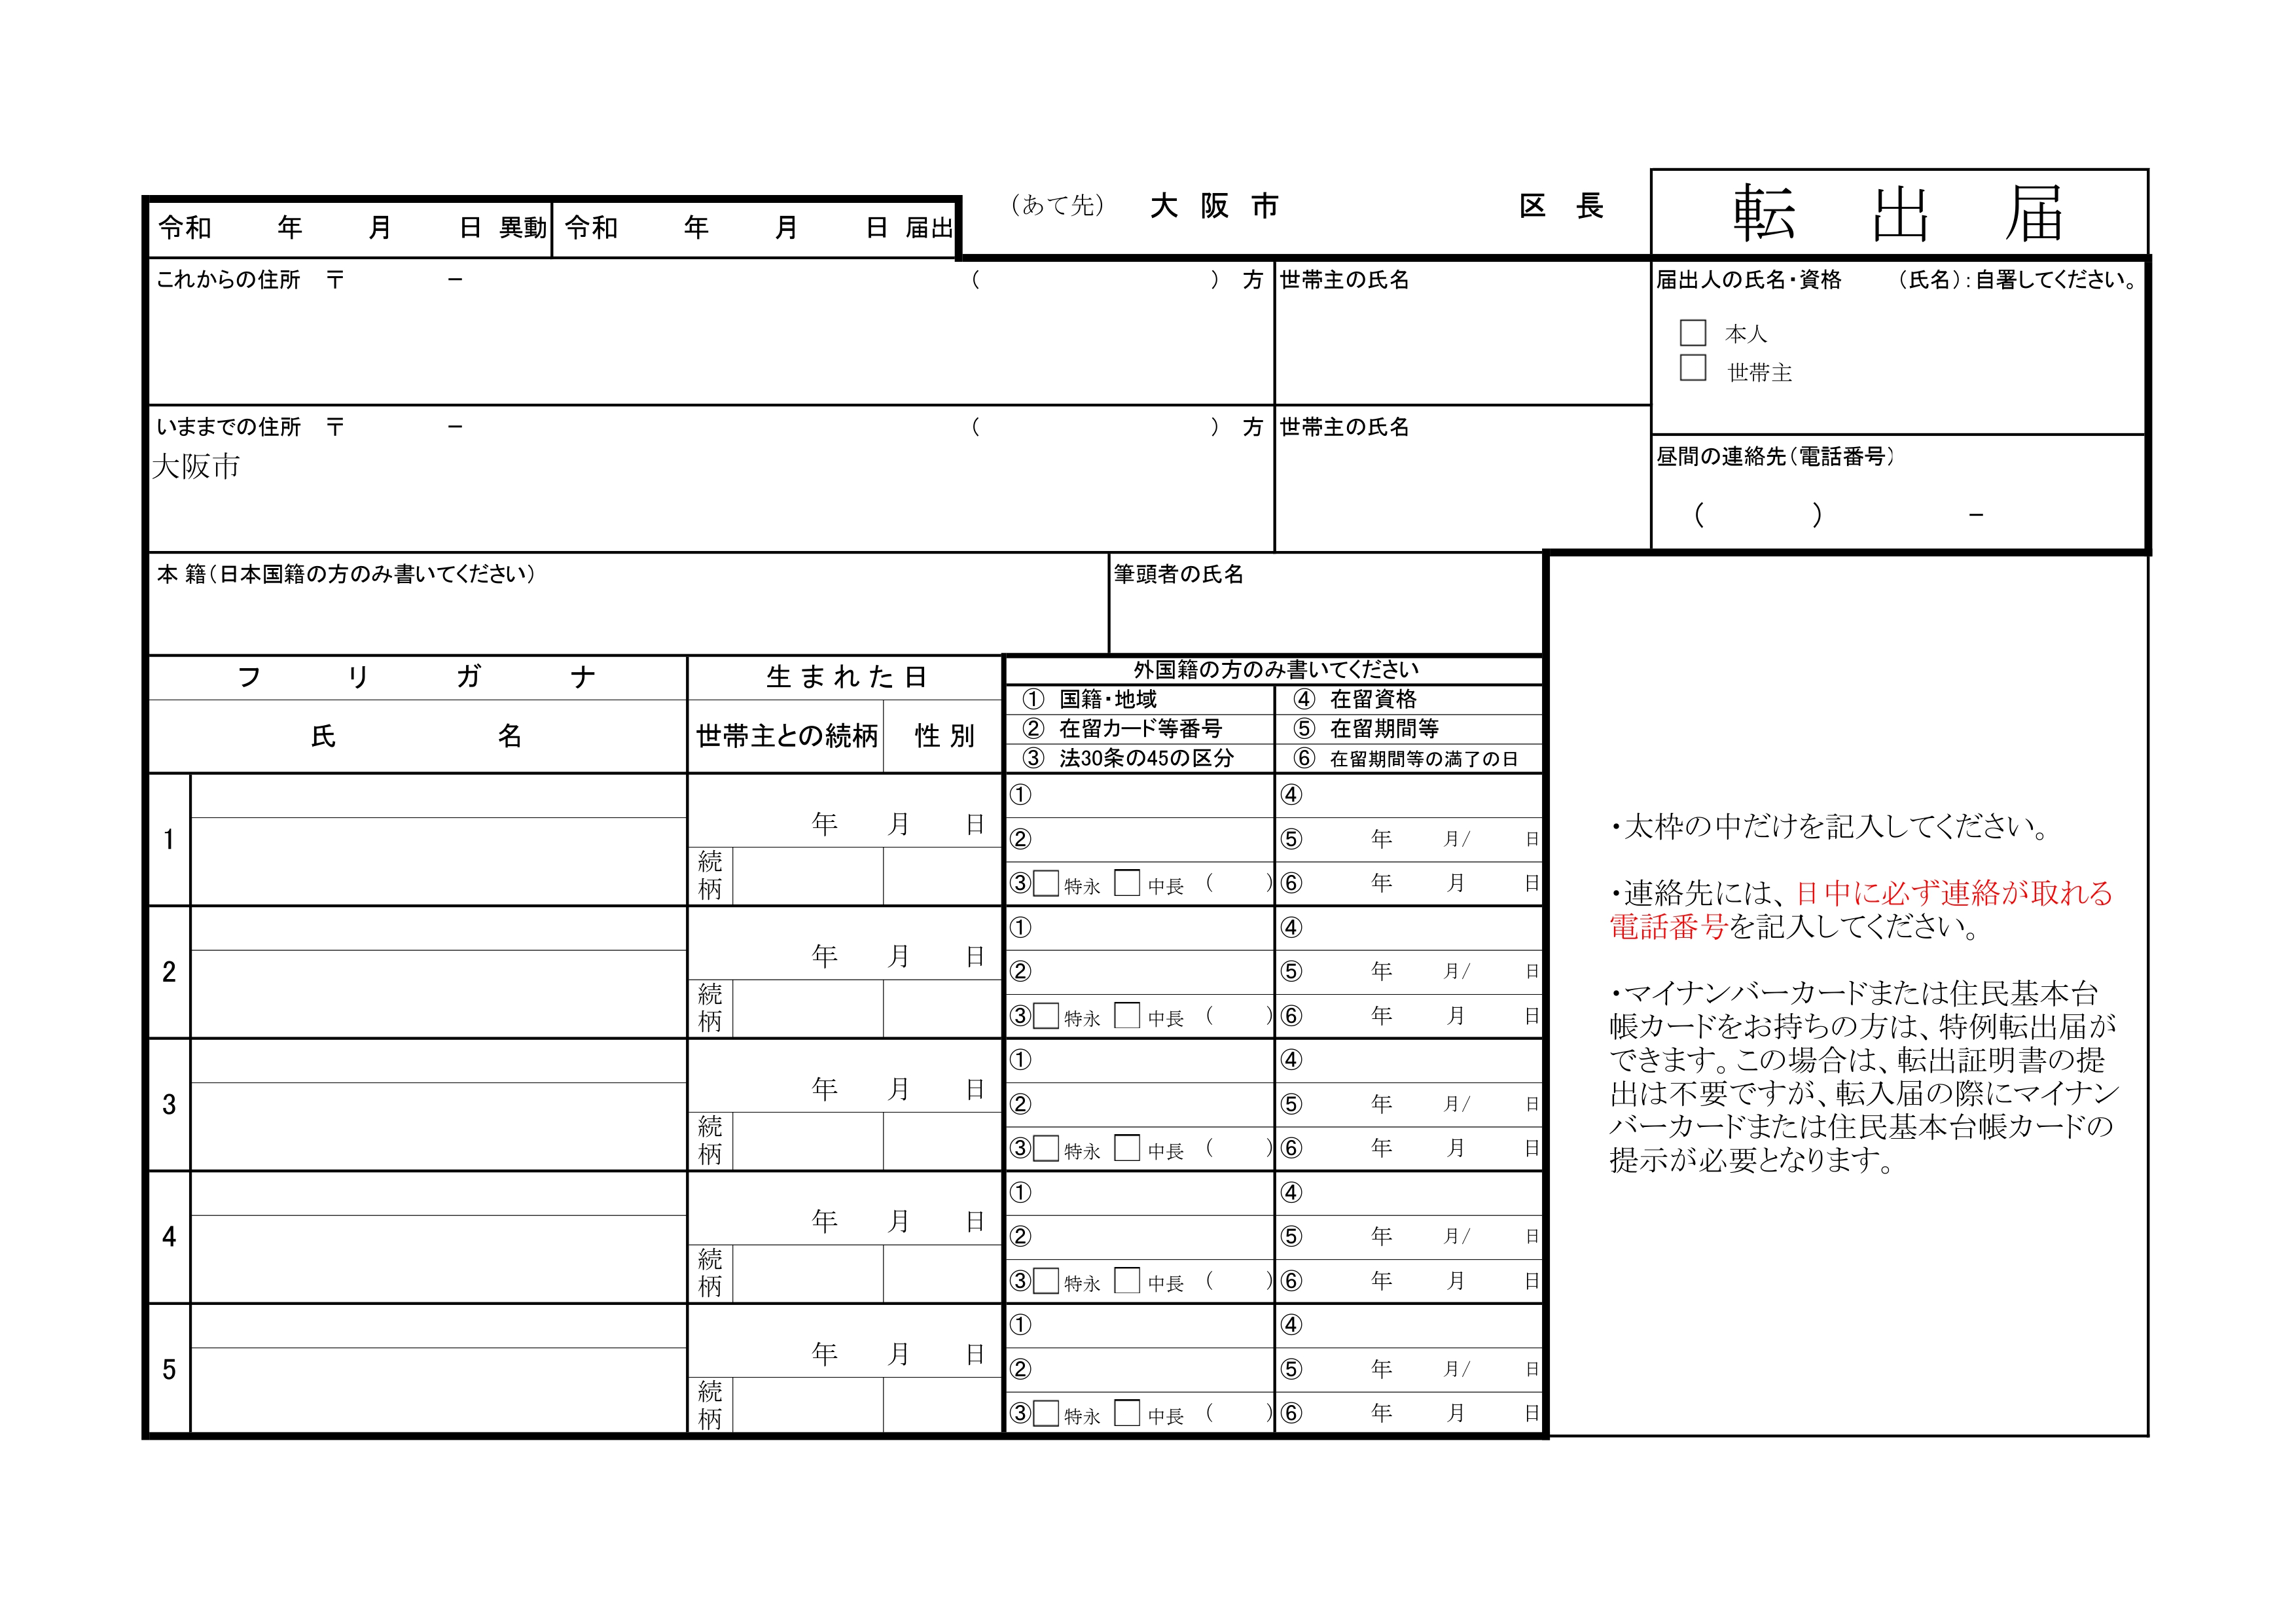 (あて先) 大阪市 区長 転出届
令和 年 月 日 異動 令和 年 月 日 届出
これからの住所 〒 － ( ) 方 世帯主の氏名 届出人の氏名・資格 (氏名):自署してください。
本人
世帯主
いままでの住所 〒 － ( ) 方 世帯主の氏名
大阪市
昼間の連絡先(電話番号)
( ) －
本籍(日本国籍の方のみ書いてください) 筆頭者の氏名
フリガナ 生まれた日 外国籍の方のみ書いてください
氏名 世帯主との続柄 性別
① 国籍・地域 ④ 在留資格
② 在留カード等番号 ⑤ 在留期間等
③ 法30条の45の区分 ⑥ 在留期間等の満了の日
1 年 月 日 ① ④
② ⑤ 年 月/ 日
続柄 ③ 特永 中長 ( ) ⑥ 年 月 日
2 年 月 日 ① ④
② ⑤ 年 月/ 日
続柄 ③ 特永 中長 ( ) ⑥ 年 月 日
3 年 月 日 ① ④
② ⑤ 年 月/ 日
続柄 ③ 特永 中長 ( ) ⑥ 年 月 日
4 年 月 日 ① ④
② ⑤ 年 月/ 日
続柄 ③ 特永 中長 ( ) ⑥ 年 月 日
5 年 月 日 ① ④
② ⑤ 年 月/ 日
続柄 ③ 特永 中長 ( ) ⑥ 年 月 日
・太枠の中だけを記入してください。
・連絡先には、日中に必ず連絡が取れる
電話番号を記入してください。
・マイナンバーカードまたは住民基本台
帳カードをお持ちの方は、特例転出届が
できます。この場合は、転出証明書の提
出は不要ですが、転入届の際にマイナン
バーカードまたは住民基本台帳カードの
提示が必要となります。